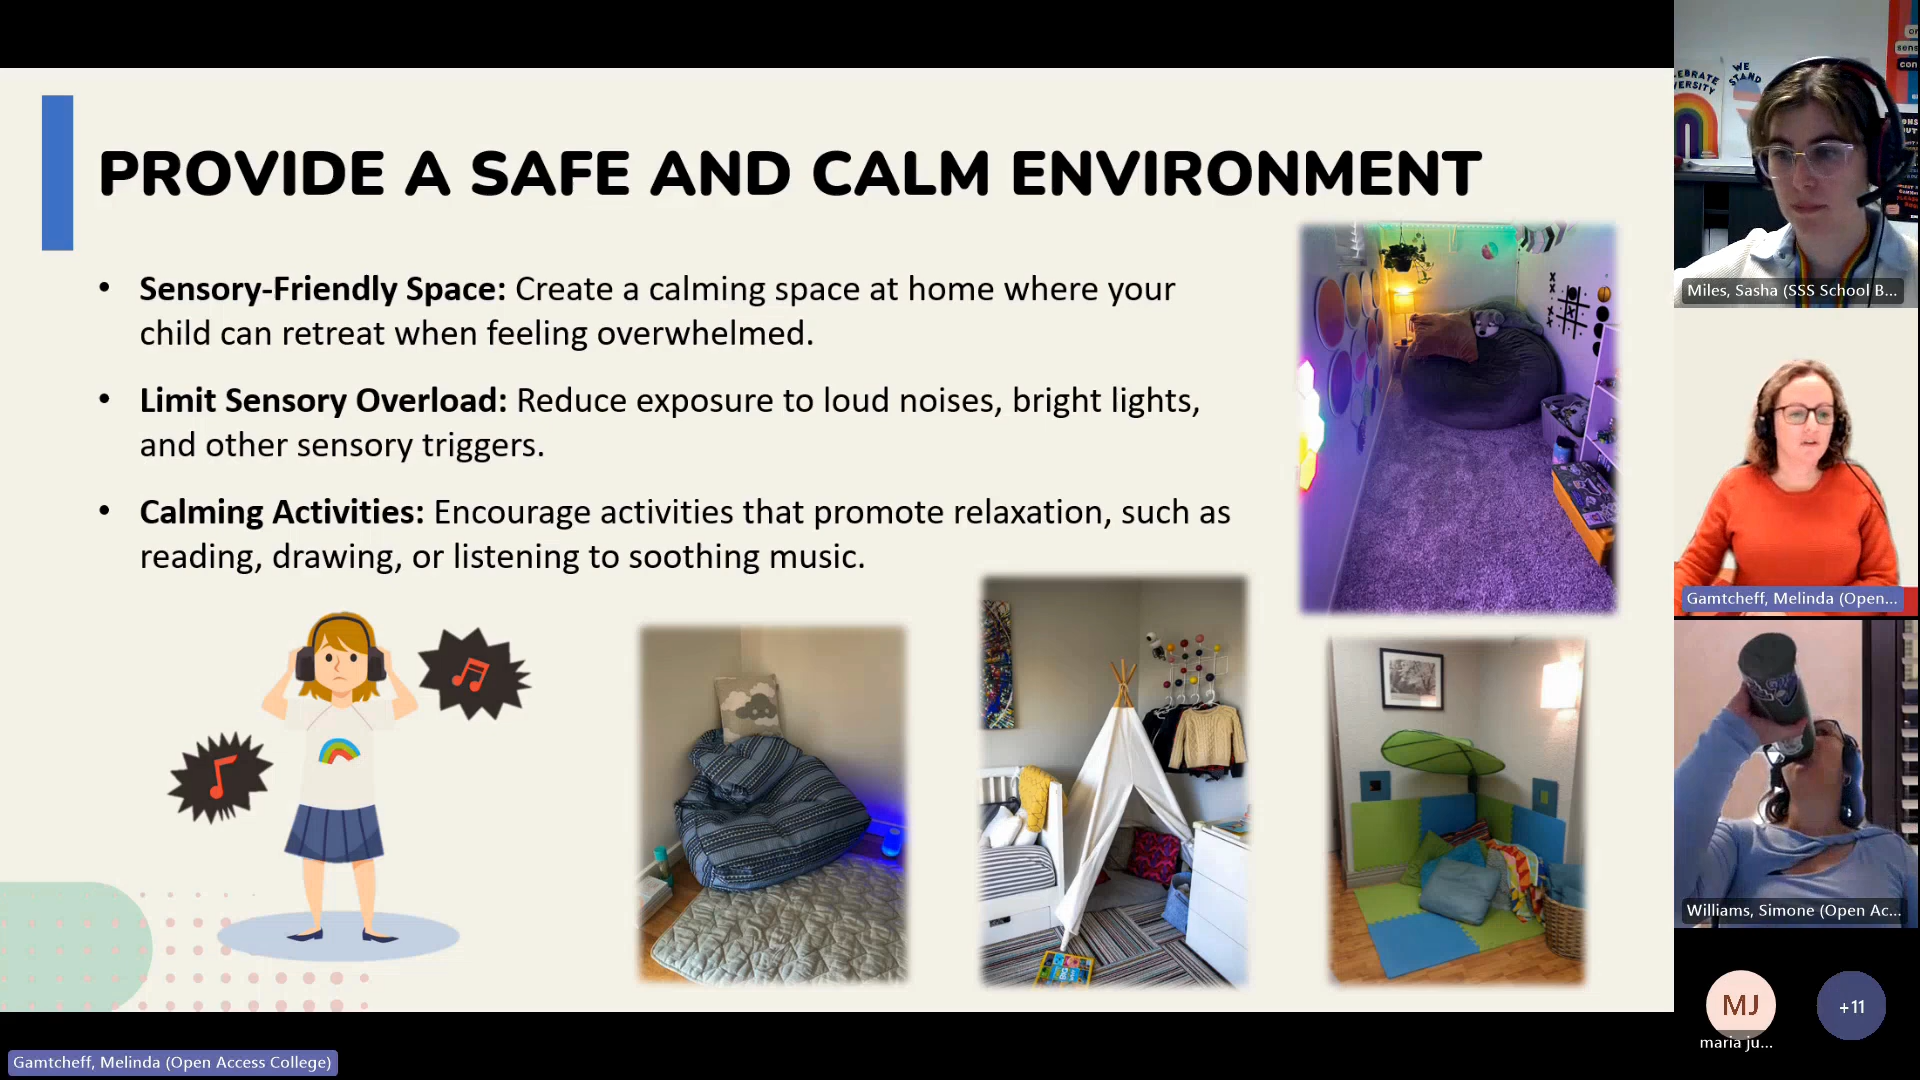 PROVIDE A SAFE AND CALM ENVIRONMENT
• Sensory-Friendly Space: Create a calming space at home where your
child can retreat when feeling overwhelmed.
• Limit Sensory Overload: Reduce exposure to loud noises, bright lights,
and other sensory triggers.
• Calming Activities: Encourage activities that promote relaxation, such as
reading, drawing, or listening to soothing music.
WE
STAND
Miles, Sasha (SSS School B...
Gamtcheff, Melinda (Open...
Williams, Simone (Open Ac...
MJ
+11
maria ju...
Gamtcheff, Melinda (Open Access College)